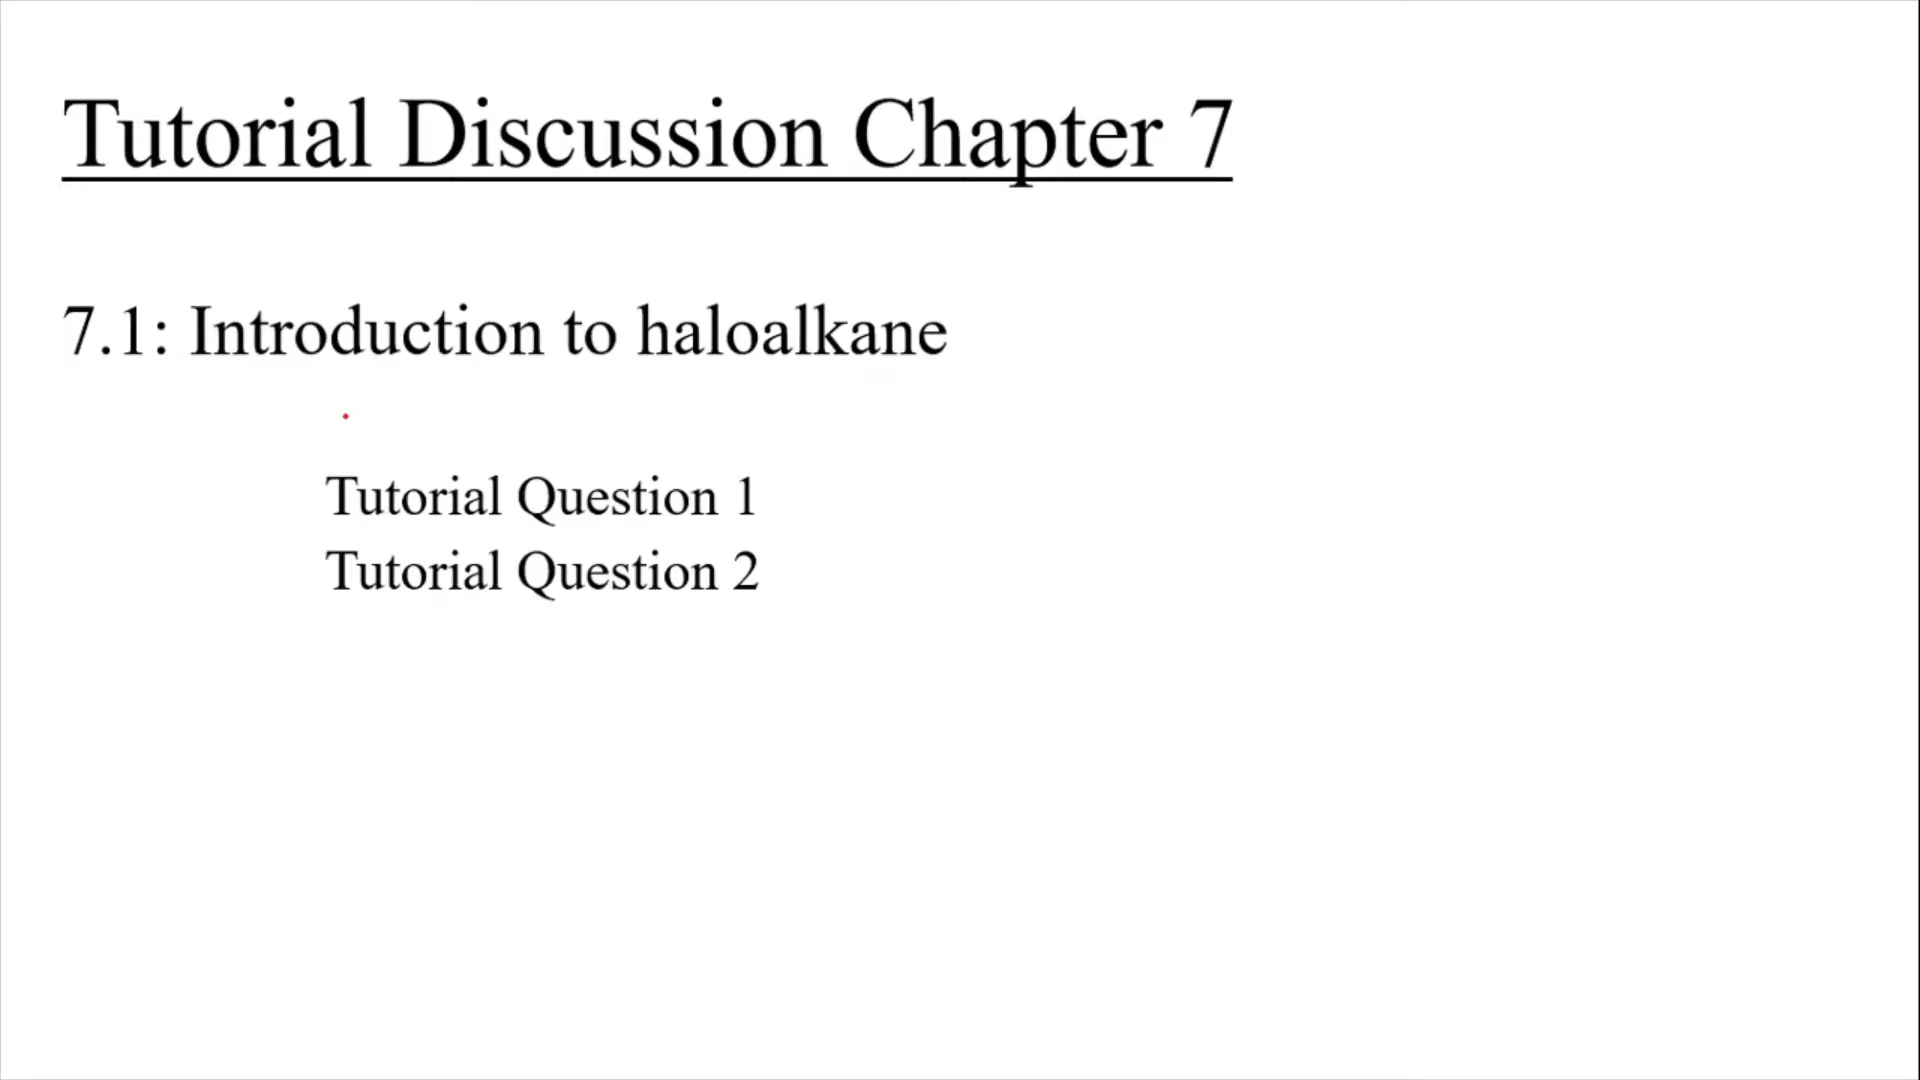 Tutorial Discussion Chapter 7
7.1: Introduction to haloalkane
Tutorial Question 1
Tutorial Question 2